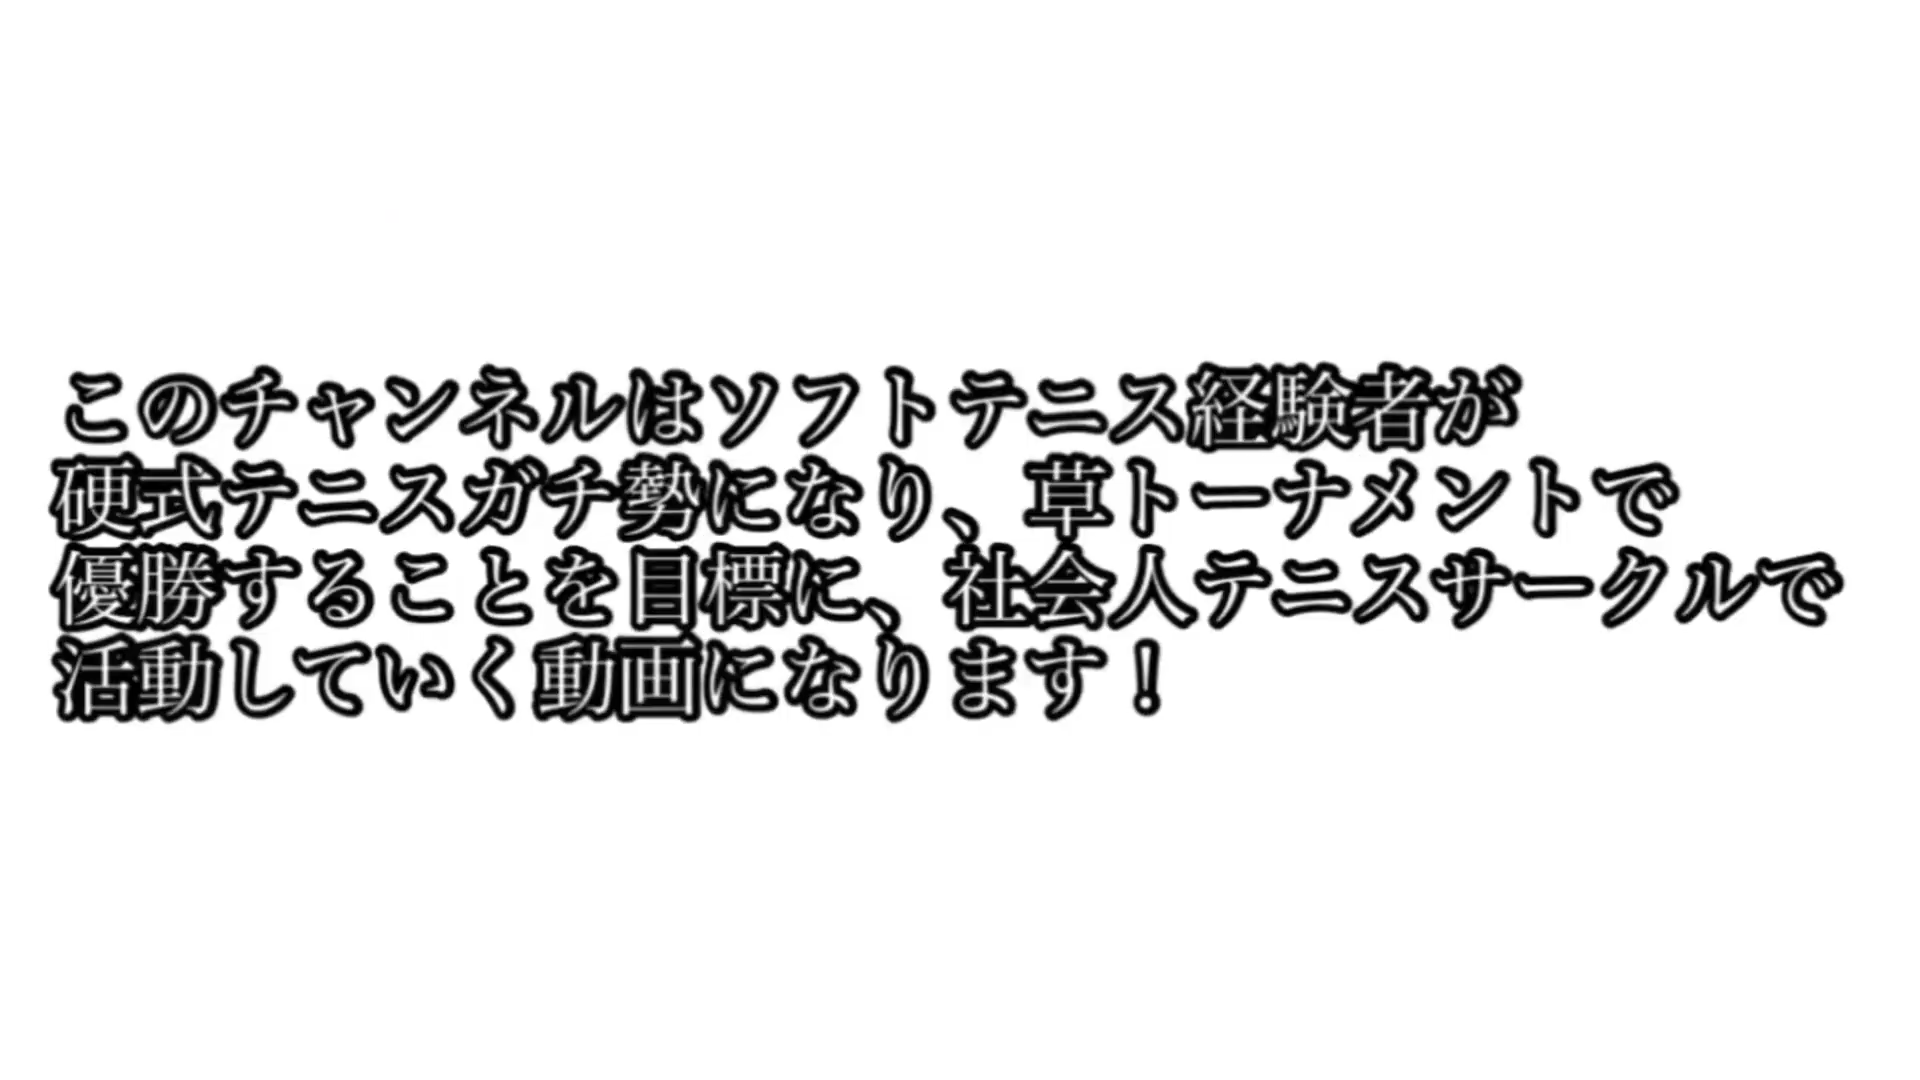 このチャンネルはソフトテニス経験者が
硬式テニスガチ勢になり、草トーナメントで
優勝することを目標に、社会人テニスサークルで
活動していく動画になります！